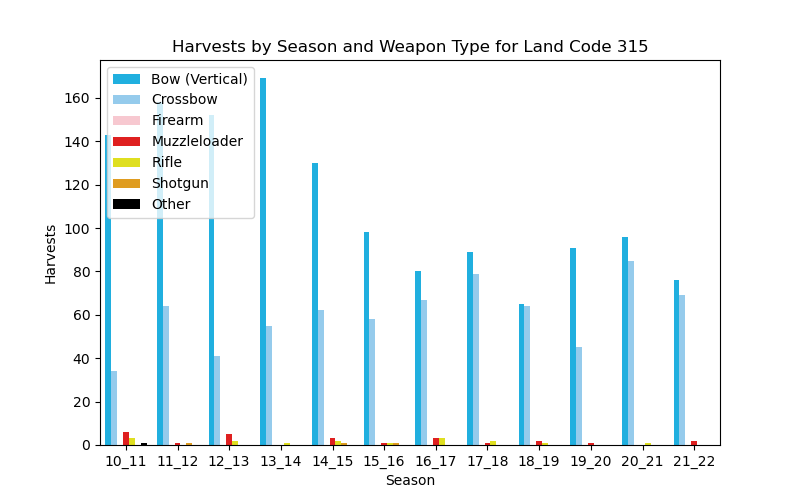 Harvests by Season and Weapon Type for Land Code 315
Bow (Vertical)
Crossbow
Firearm
Muzzleloader
Rifle
Shotgun
Other
160
140
120
100
80
60
40
20
0
Harvests
10_11 11_12 12_13 13_14 14_15 15_16 16_17 17_18 18_19 19_20 20_21 21_22
Season